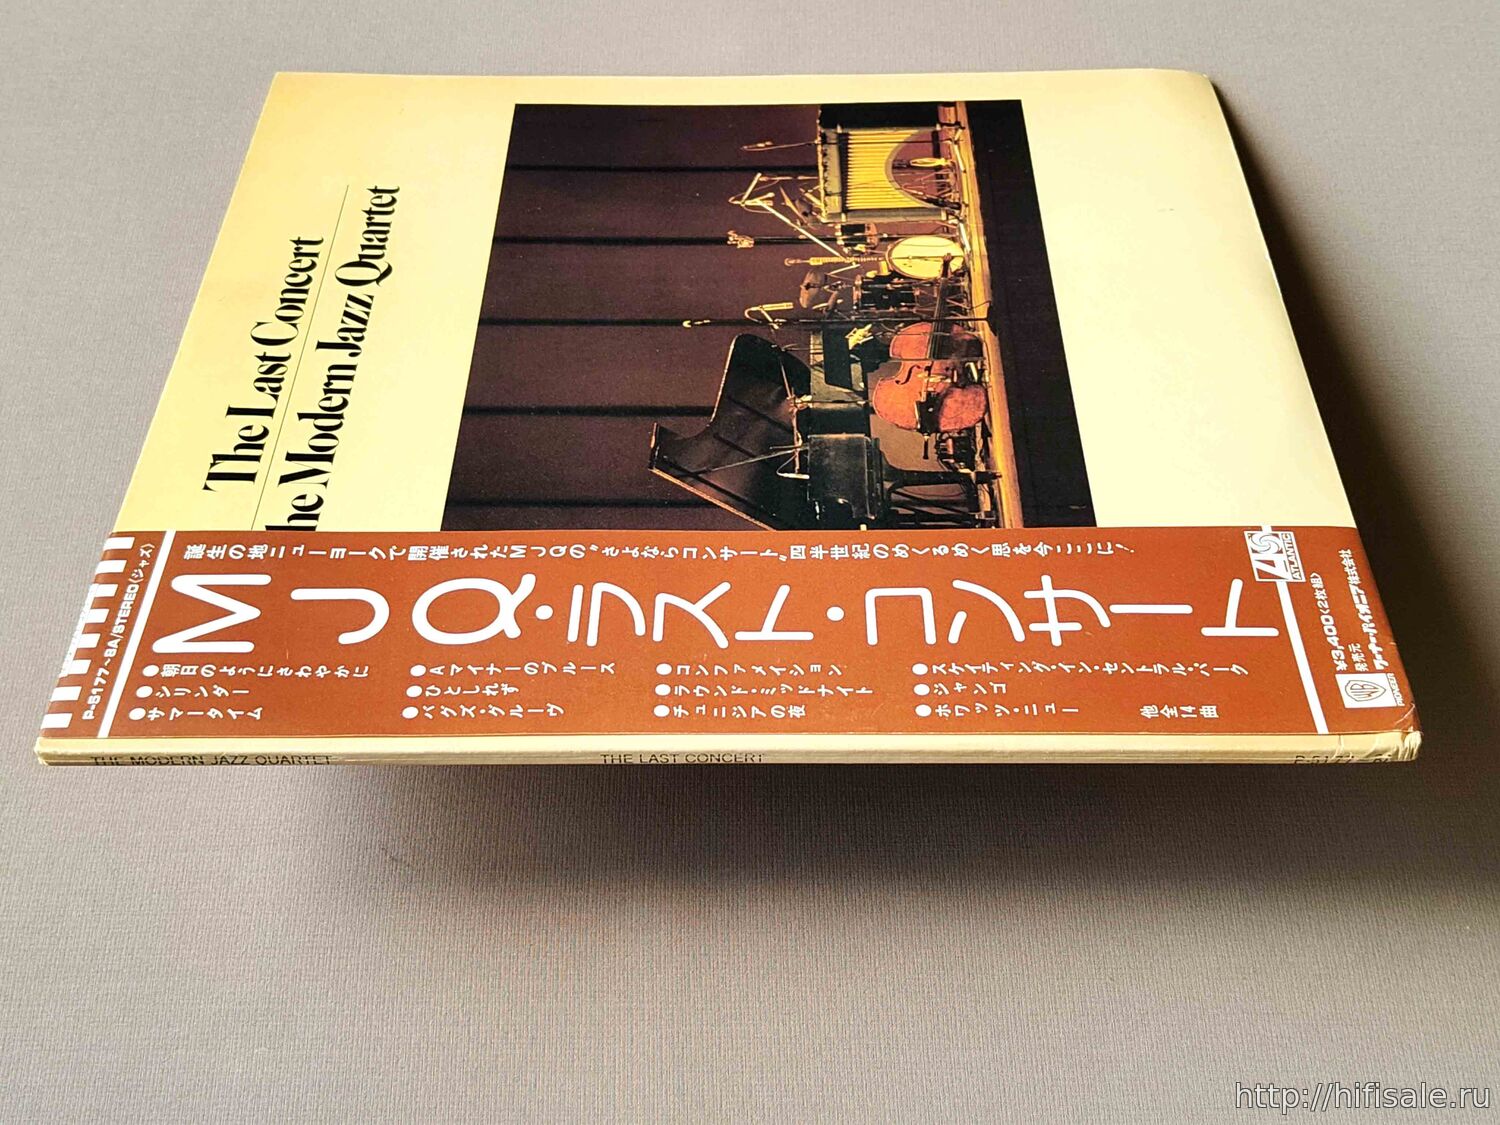 The Last Concert
he Modern Jazz Quartet
P-5177~8A/STEREO(ジャズ)
誕生の地ニューヨークで開催されたMJQの“さよならコンサート”四半世紀のめくるめく思を今ここに!
MJQ・ラスト・コンサート
●朝日のようにさわやかに
●シリンダー
●サマータイム
●Aマイナーのブルース
●ひとしれず
●バグズ・グルーヴ
●コンファメイション
●ラウンド・ミッドナイト
●チュニジアの夜
●スケイティング・イン・セントラル・パーク
●ジャンゴ
●ホワッツ・ニュー
他全14曲
ATLANTIC
¥3,400〈2枚組〉
発売元
ワーナー・パイオニア株式会社
WB
PIONEER
THE MODERN JAZZ QUARTET
THE LAST CONCERT
http://hifisale.ru